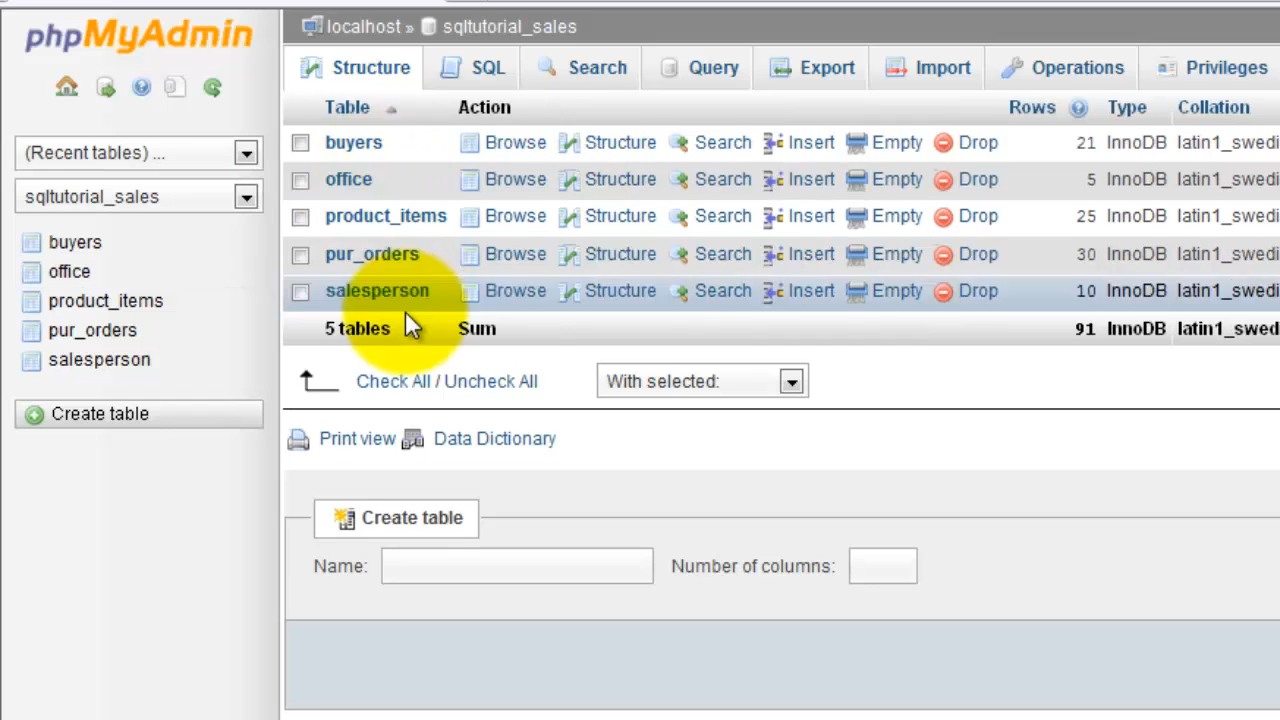 phpMyAdmin
localhost » sqltutorial_sales
Structure SQL Search Query Export Import Operations Privileges
(Recent tables) ...
sqltutorial_sales
buyers
office
product_items
pur_orders
salesperson
Create table
Table Action Rows Type Collation
buyers Browse Structure Search Insert Empty Drop 21 InnoDB latin1_swedi
office Browse Structure Search Insert Empty Drop 5 InnoDB latin1_swedi
product_items Browse Structure Search Insert Empty Drop 25 InnoDB latin1_swedi
pur_orders Browse Structure Search Insert Empty Drop 30 InnoDB latin1_swedi
salesperson Browse Structure Search Insert Empty Drop 10 InnoDB latin1_swedi
5 tables Sum 91 InnoDB latin1_swed
Check All / Uncheck All With selected:
Print view Data Dictionary
Create table
Name: Number of columns: